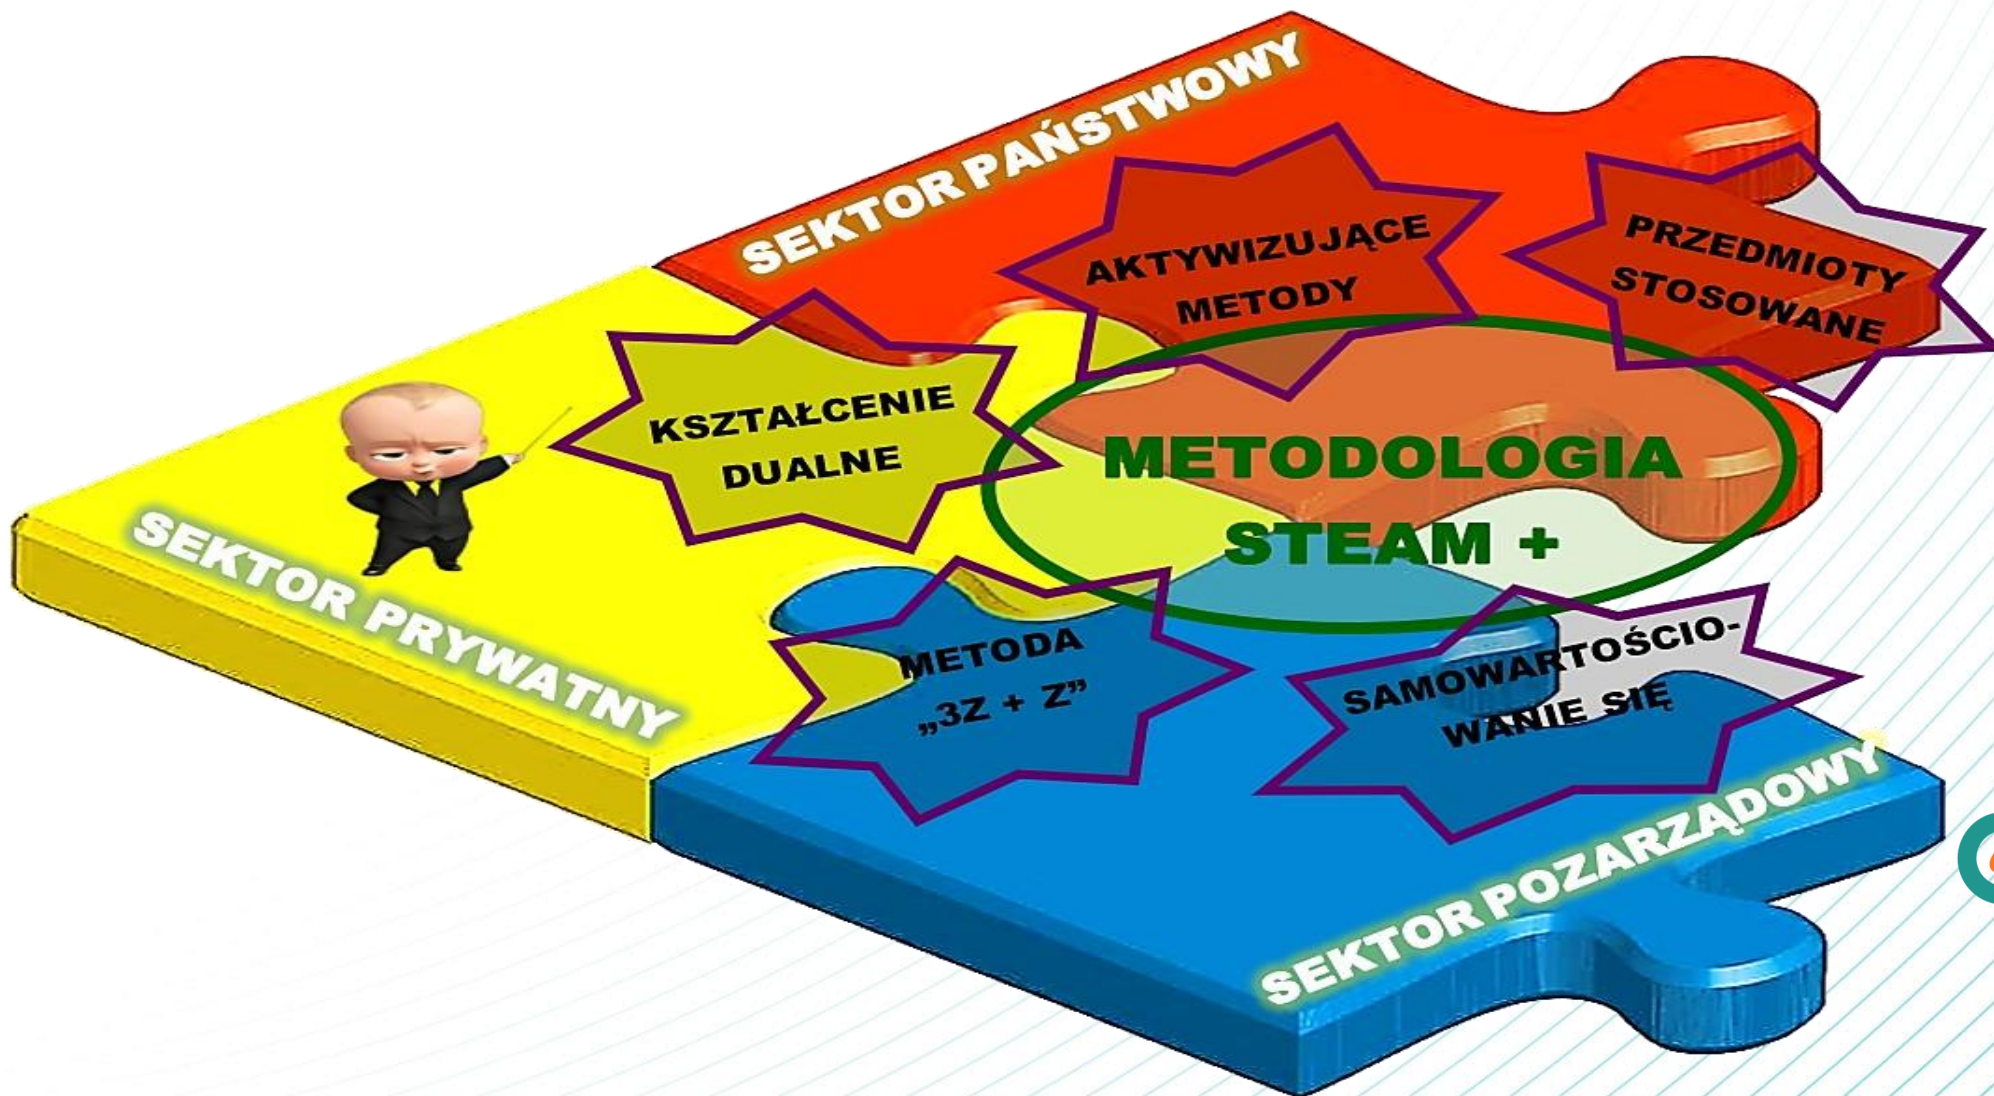 SEKTOR PAŃSTWOWY
AKTYWIZUJĄCE
METODY
PRZEDMIOTY
STOSOWANE
KSZTAŁCENIE
DUALNE
METODOLOGIA
STEAM +
SEKTOR PRYWATNY
METODA
„3Z + Z”
SAMOWARTOŚCIO-
WANIE SIĘ
SEKTOR POZARZĄDOWY